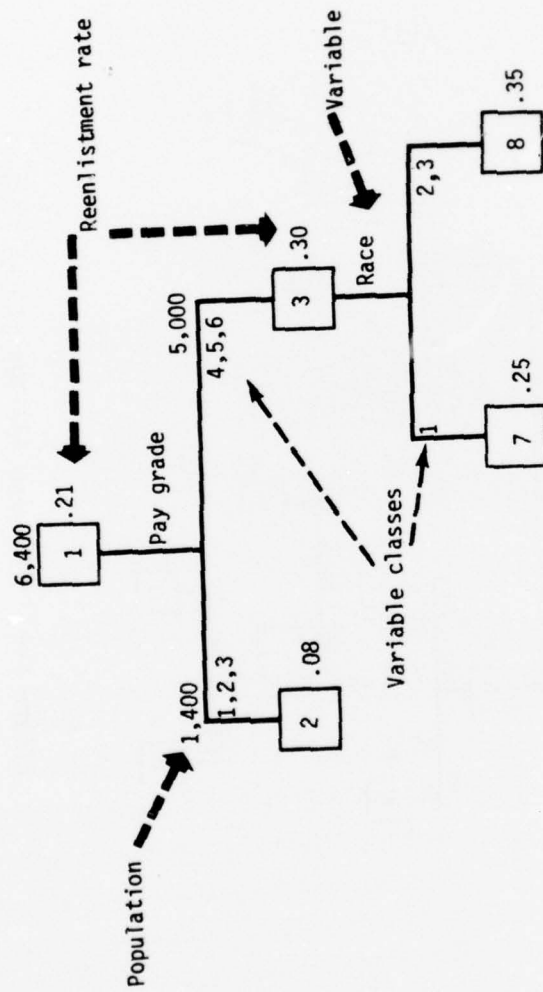 Reenlistment rate
6,400
1
.21
Pay grade
Population
1,400
1,2,3
5,000
4,5,6
2
.08
3
.30
Variable
Race
Variable classes
1
2,3
7
.25
8
.35